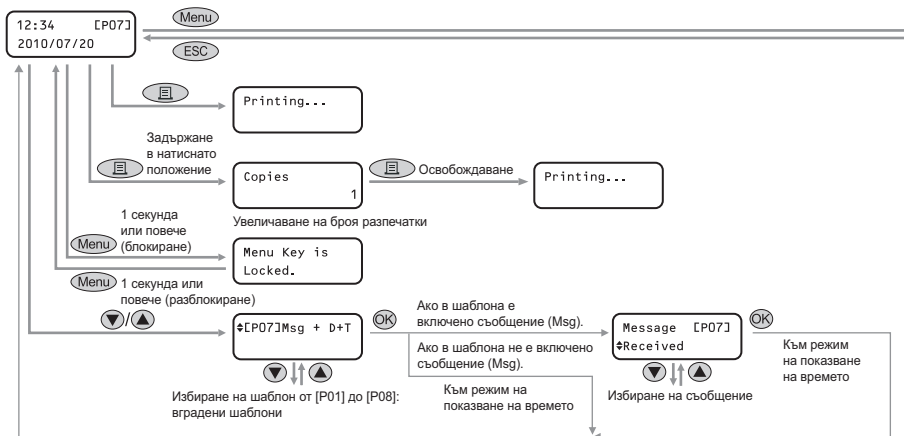 12:34 [P07]
2010/07/20
Menu
ESC
Printing...
Задържане
в натиснато
положение
Copies
1
Освобождаване
Printing...
Увеличаване на броя разпечатки
1 секунда
или повече
(блокиране)
Menu
Menu Key is
Locked.
Menu
1 секунда или
повече (разблокиране)
▼/▲
[P07]Msg + D+T
OK
Ако в шаблона е
включено съобщение (Msg).
Ако в шаблона не е включено
съобщение (Msg).
Message [P07]
Received
OK
Към режим
на показване
на времето
Избиране на шаблон от [P01] до [P08]:
вградени шаблони
Към режим на
показване на времето
Избиране на съобщение